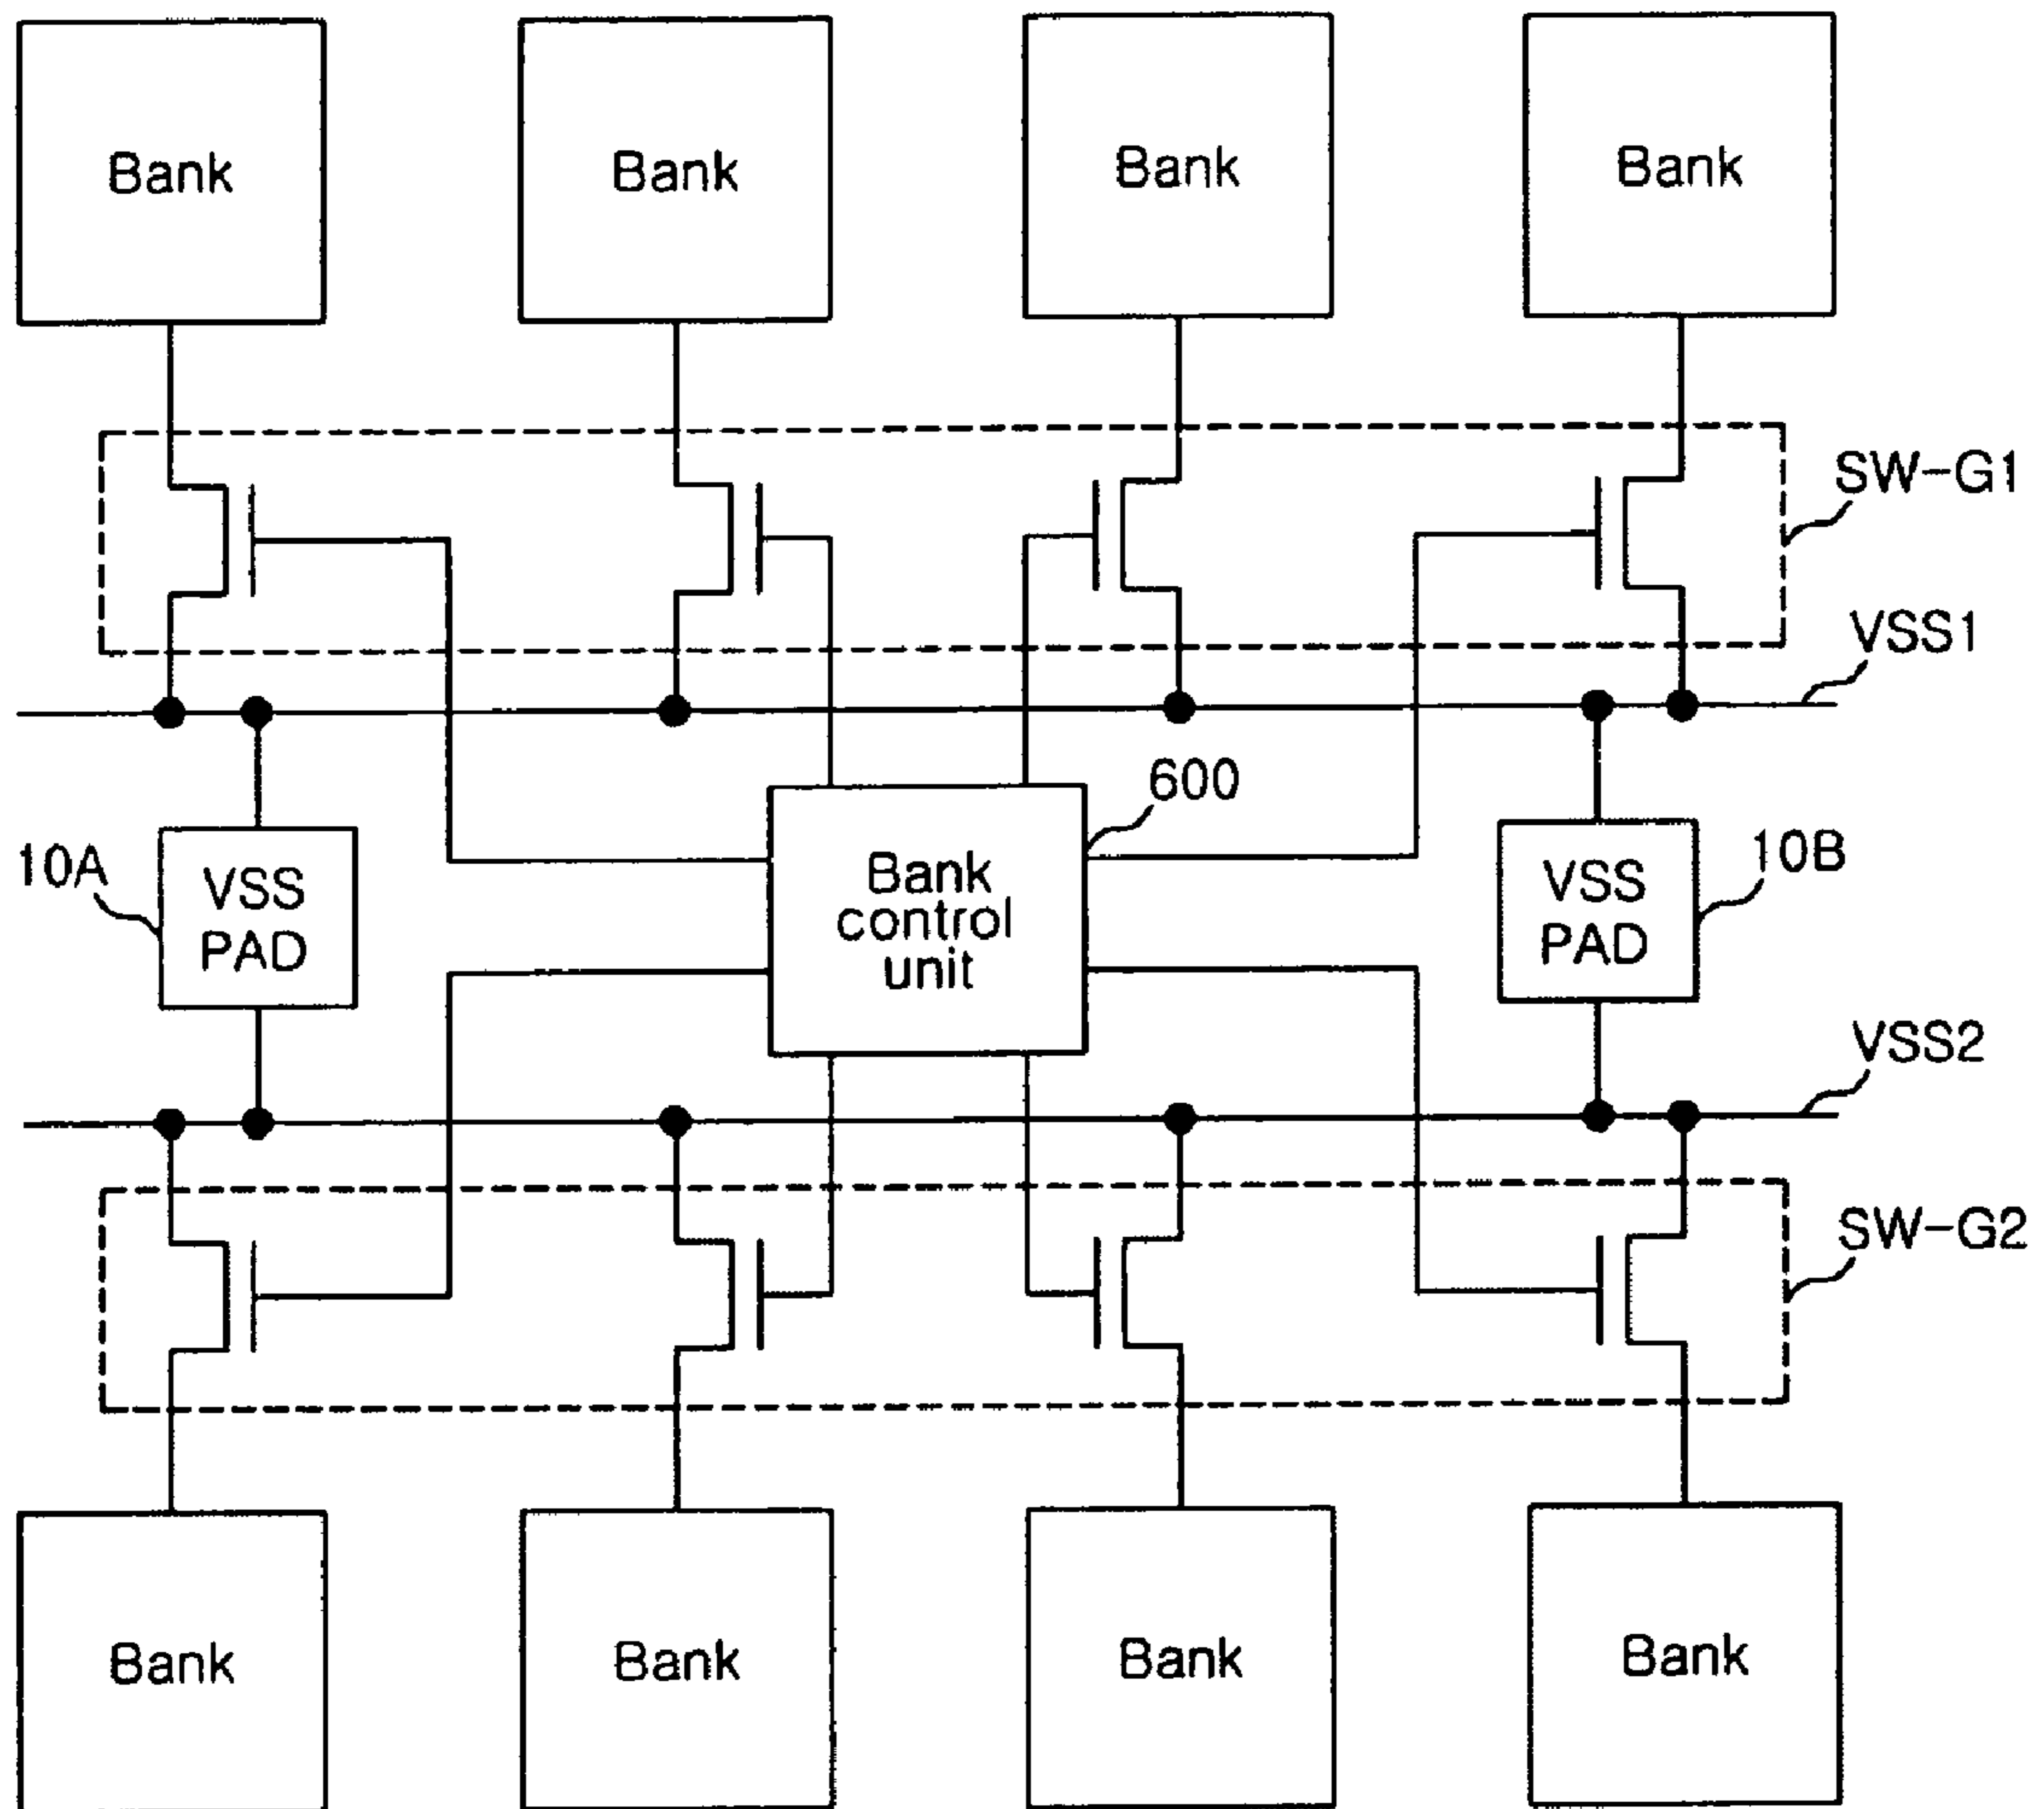 Bank
Bank
Bank
Bank
SW-G1
VSS1
600
10A
VSS
PAD
Bank
control
unit
VSS
PAD
10B
VSS2
SW-G2
Bank
Bank
Bank
Bank